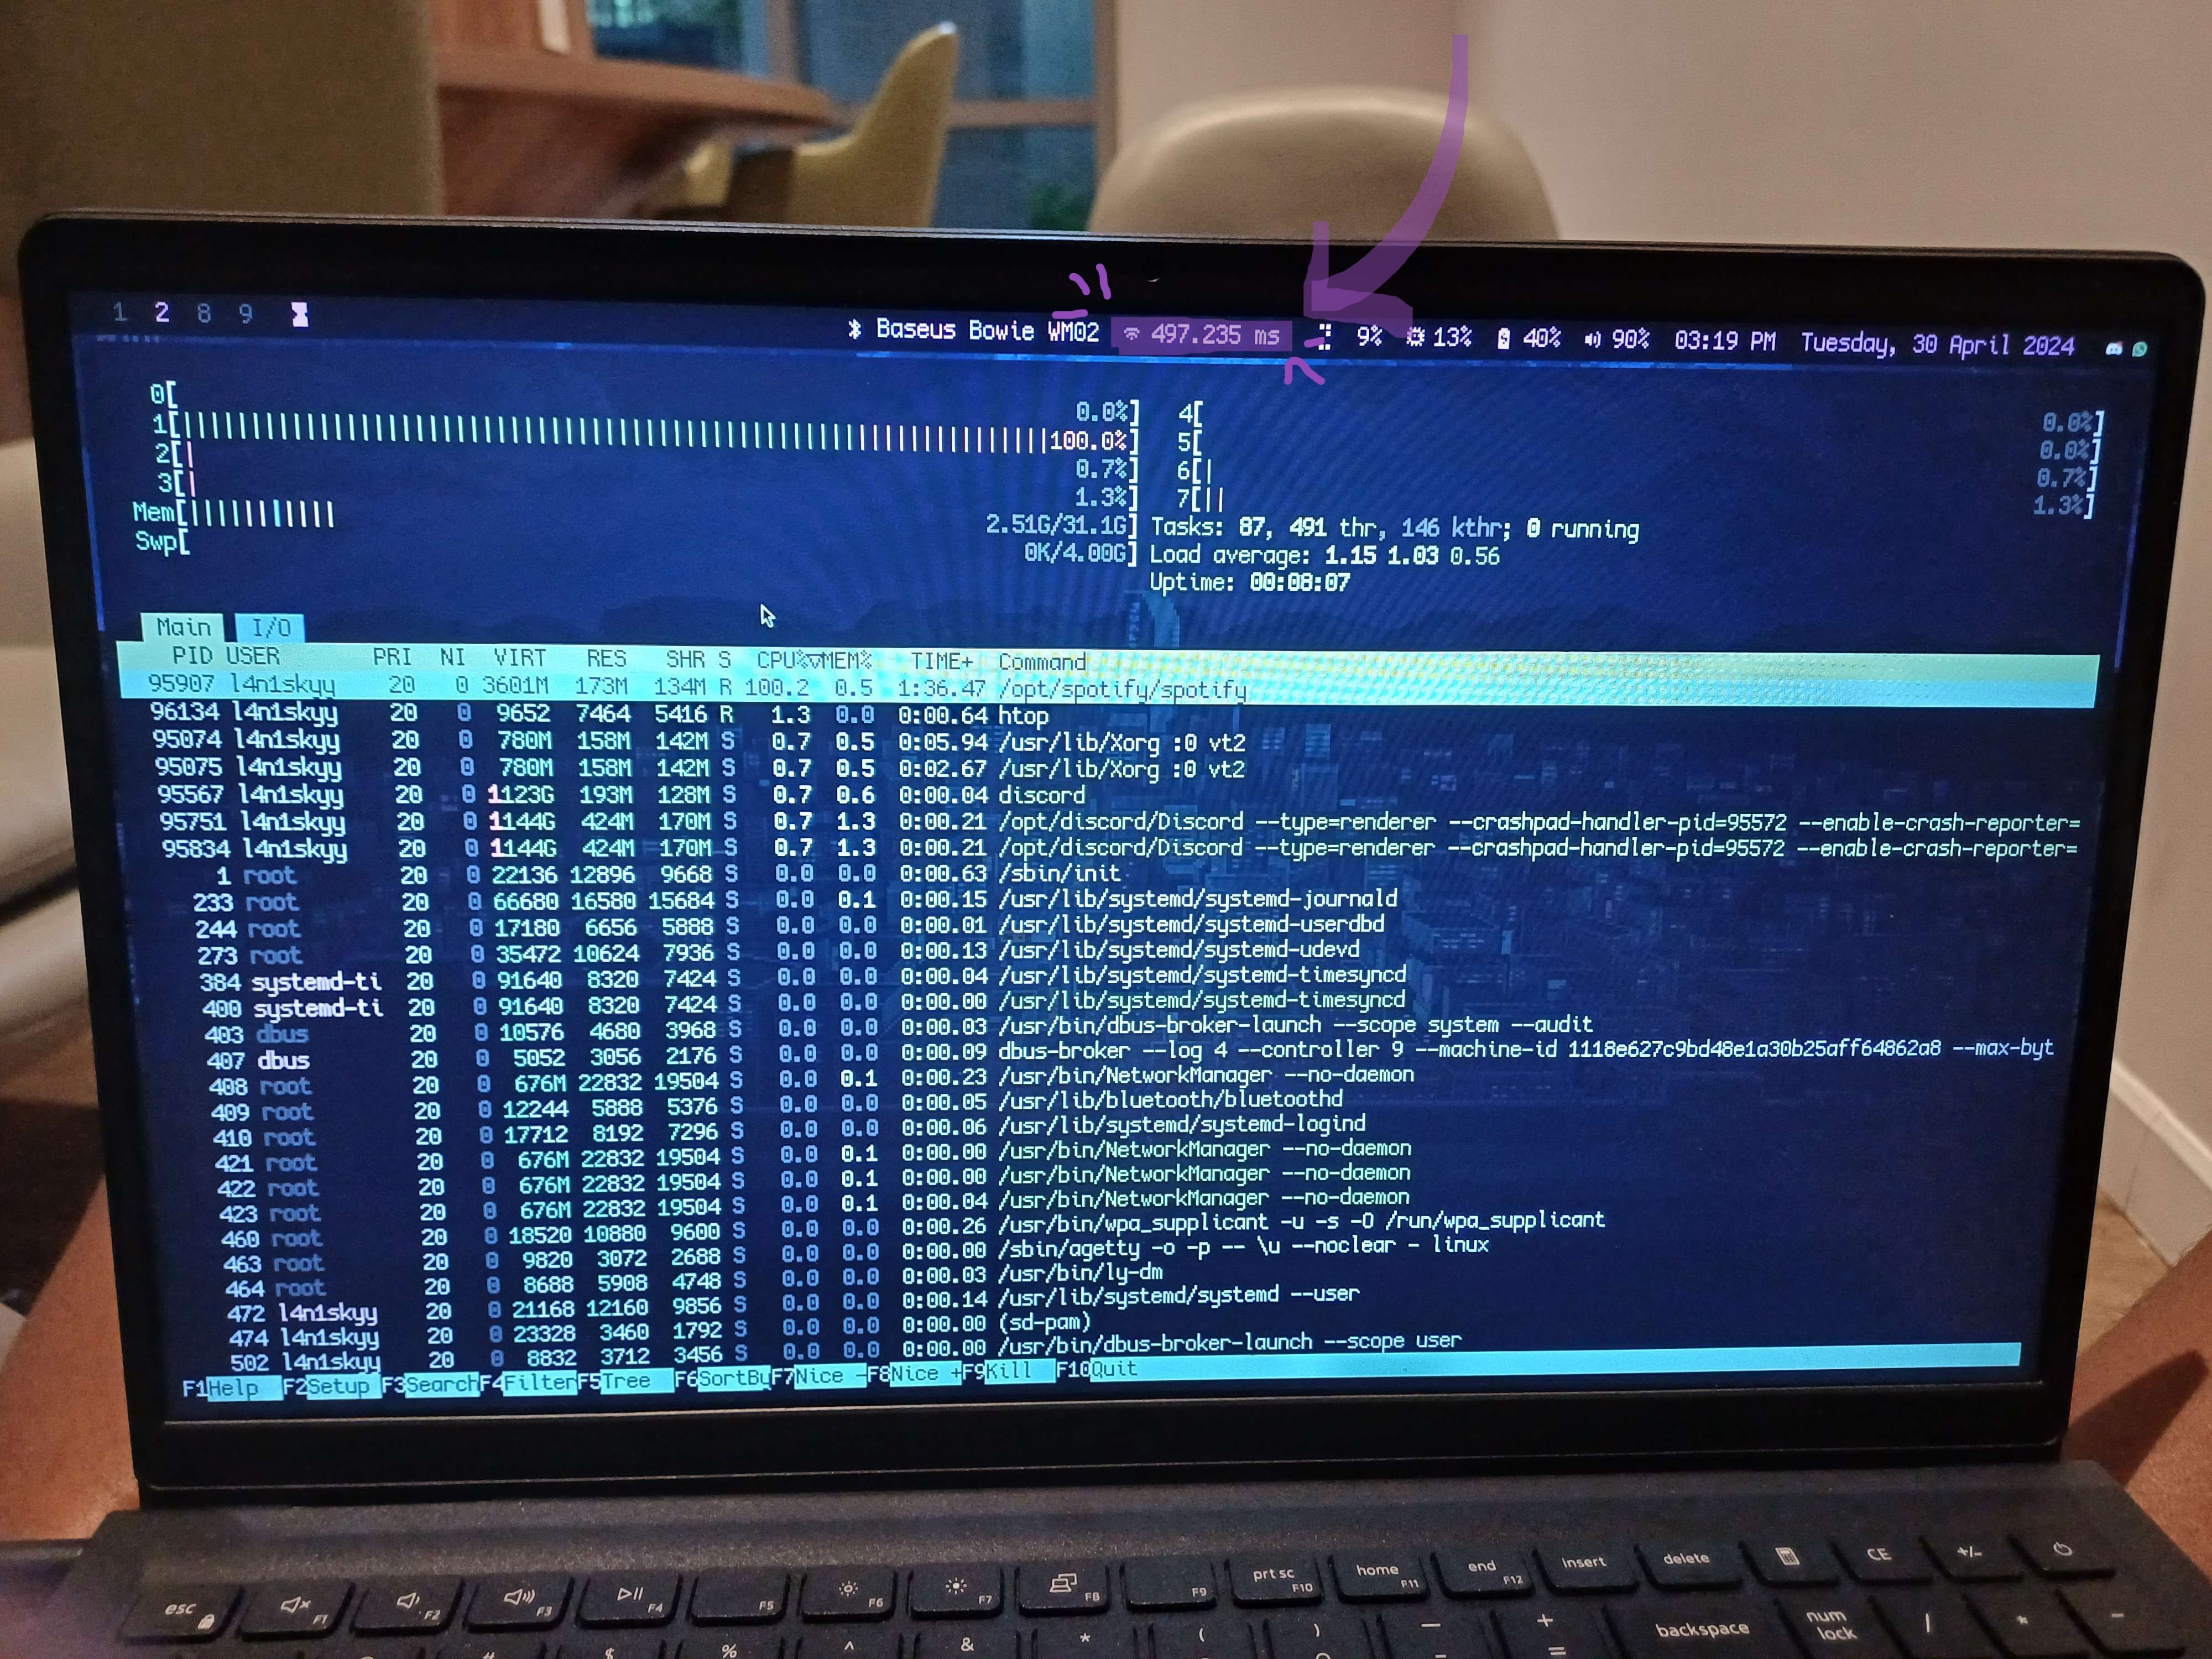 1 2 8 9
Baseus Bowie WM02 497.235 ms 9% 13% 40% 90% 03:19 PM Tuesday, 30 April 2024
0[ 0.0%] 4[ 0.0%]
1[ 100.0%] 5[ 0.0%]
2[ 0.7%] 6[ 0.7%]
3[ 1.3%] 7[ 1.3%]
Mem[ 2.51G/31.1G] Tasks: 87, 491 thr, 146 kthr; 0 running
Swp[ 0K/4.00G] Load average: 1.15 1.03 0.56
Uptime: 00:08:07
Main I/O
PID USER PRI NI VIRT RES SHR S CPU%▽MEM% TIME+ Command
95907 l4n1skyy 20 0 3601M 173M 134M R 100.2 0.5 1:36.47 /opt/spotify/spotify
96134 l4n1skyy 20 0 9652 7464 5416 R 1.3 0.0 0:00.64 htop
95074 l4n1skyy 20 0 780M 158M 142M S 0.7 0.5 0:05.94 /usr/lib/Xorg :0 vt2
95075 l4n1skyy 20 0 780M 158M 142M S 0.7 0.5 0:02.67 /usr/lib/Xorg :0 vt2
95567 l4n1skyy 20 0 1123G 193M 128M S 0.7 0.6 0:00.04 discord
95751 l4n1skyy 20 0 1144G 424M 170M S 0.7 1.3 0:00.21 /opt/discord/Discord --type=renderer --crashpad-handler-pid=95572 --enable-crash-reporter=
95834 l4n1skyy 20 0 1144G 424M 170M S 0.7 1.3 0:00.21 /opt/discord/Discord --type=renderer --crashpad-handler-pid=95572 --enable-crash-reporter=
1 root 20 0 22136 12896 9668 S 0.0 0.0 0:00.63 /sbin/init
233 root 20 0 66680 16580 15684 S 0.0 0.1 0:00.15 /usr/lib/systemd/systemd-journald
244 root 20 0 17180 6656 5888 S 0.0 0.0 0:00.01 /usr/lib/systemd/systemd-userdbd
273 root 20 0 35472 10624 7936 S 0.0 0.0 0:00.13 /usr/lib/systemd/systemd-udevd
384 systemd-ti 20 0 91640 8320 7424 S 0.0 0.0 0:00.04 /usr/lib/systemd/systemd-timesyncd
400 systemd-ti 20 0 91640 8320 7424 S 0.0 0.0 0:00.00 /usr/lib/systemd/systemd-timesyncd
403 dbus 20 0 10576 4680 3968 S 0.0 0.0 0:00.03 /usr/bin/dbus-broker-launch --scope system --audit
407 dbus 20 0 5052 3056 2176 S 0.0 0.0 0:00.09 dbus-broker --log 4 --controller 9 --machine-id 1118e627c9bd48e1a30b25aff64862a8 --max-byt
408 root 20 0 676M 22832 19504 S 0.0 0.1 0:00.23 /usr/bin/NetworkManager --no-daemon
409 root 20 0 12244 5888 5376 S 0.0 0.0 0:00.05 /usr/lib/bluetooth/bluetoothd
410 root 20 0 17712 8192 7296 S 0.0 0.0 0:00.06 /usr/lib/systemd/systemd-logind
421 root 20 0 676M 22832 19504 S 0.0 0.1 0:00.00 /usr/bin/NetworkManager --no-daemon
422 root 20 0 676M 22832 19504 S 0.0 0.1 0:00.00 /usr/bin/NetworkManager --no-daemon
423 root 20 0 676M 22832 19504 S 0.0 0.1 0:00.04 /usr/bin/NetworkManager --no-daemon
460 root 20 0 18520 10880 9600 S 0.0 0.0 0:00.26 /usr/bin/wpa_supplicant -u -s -O /run/wpa_supplicant
463 root 20 0 9820 3072 2688 S 0.0 0.0 0:00.00 /sbin/agetty -o -p -- \u --noclear - linux
464 root 20 0 8688 5908 4748 S 0.0 0.0 0:00.03 /usr/bin/ly-dm
472 l4n1skyy 20 0 21168 12160 9856 S 0.0 0.0 0:00.14 /usr/lib/systemd/systemd --user
474 l4n1skyy 20 0 23328 3460 1792 S 0.0 0.0 0:00.00 (sd-pam)
502 l4n1skyy 20 0 8832 3712 3456 S 0.0 0.0 0:00.00 /usr/bin/dbus-broker-launch --scope user
F1Help F2Setup F3SearchF4FilterF5Tree F6SortByF7Nice -F8Nice +F9Kill F10Quit
esc F1 F2 F3 F4 F5 F6 F7 F8 F9 prt sc F10 home F11 end F12 insert delete CE +/-
# $ % ^ & * ( ) — - + = backspace num lock / * -